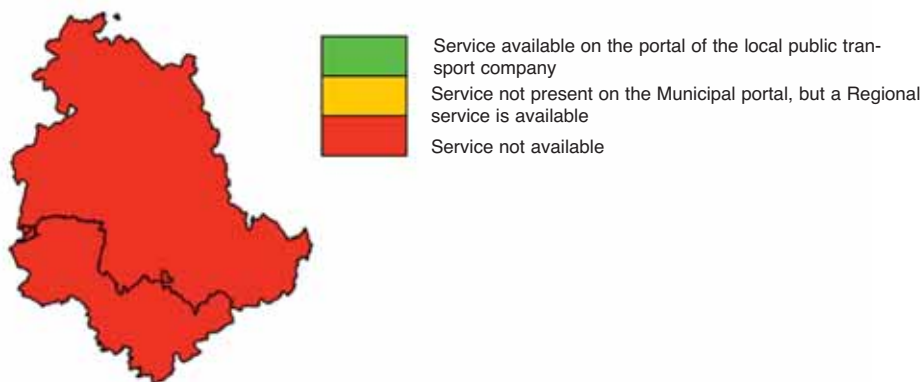 Service available on the portal of the local public tran-
sport company
Service not present on the Municipal portal, but a Regional
service is available
Service not available